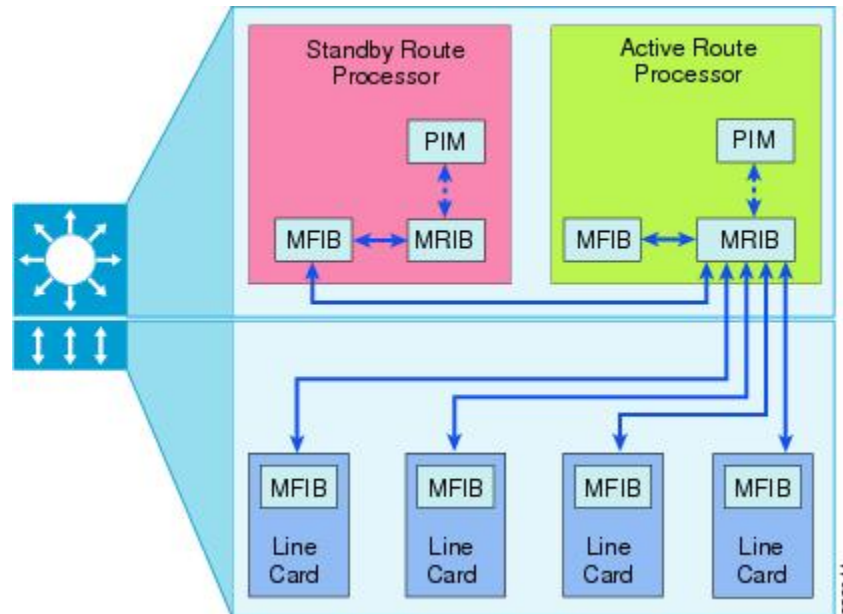 Standby Route
Processor
PIM
MFIB
MRIB
Active Route
Processor
PIM
MFIB
MRIB
MFIB
Line
Card
MFIB
Line
Card
MFIB
Line
Card
MFIB
Line
Card